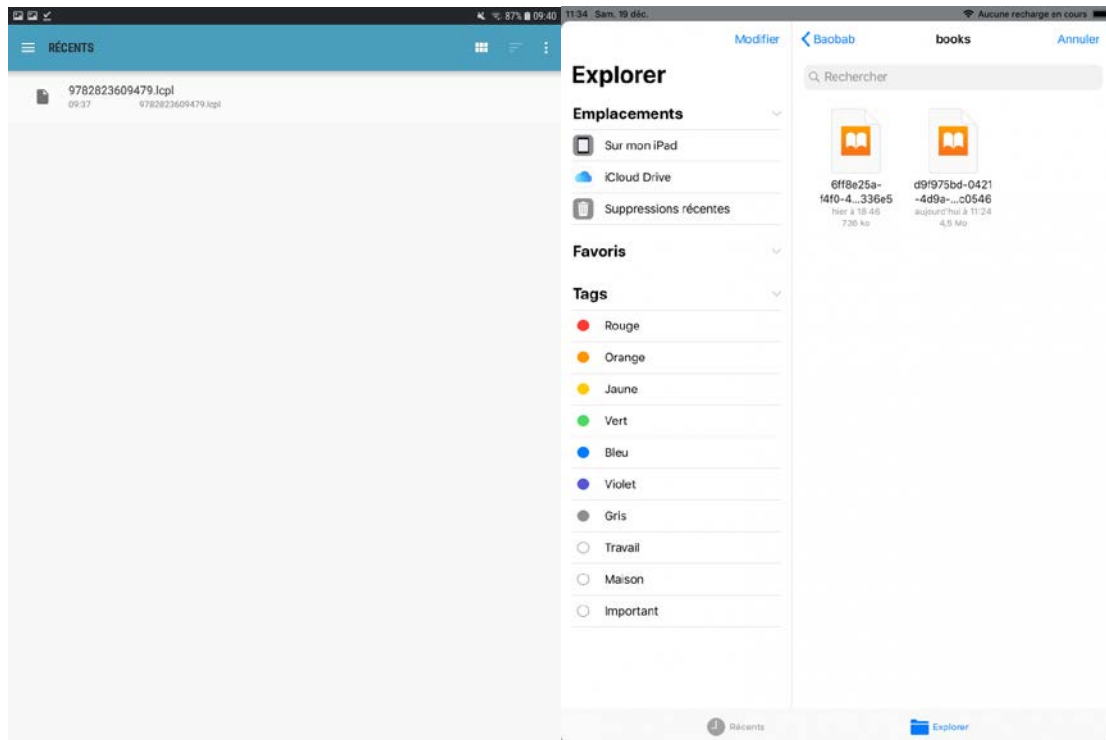 87% 09:40
RÉCENTS
9782823609479.lcpl
09:37 9782823609479.lcpl
11:34 Sam. 19 déc.
Aucune recharge en cours
Modifier
Explorer
Emplacements
Sur mon iPad
iCloud Drive
Suppressions récentes
Favoris
Tags
Rouge
Orange
Jaune
Vert
Bleu
Violet
Gris
Travail
Maison
Important
Baobab
books
Annuler
Rechercher
6ff8e25a-
f4f0-4...336e5
hier à 18:46
736 ko
d9f975bd-0421
-4d9a-...c0546
aujourd'hui à 11:24
4,5 Mo
Récents
Explorer